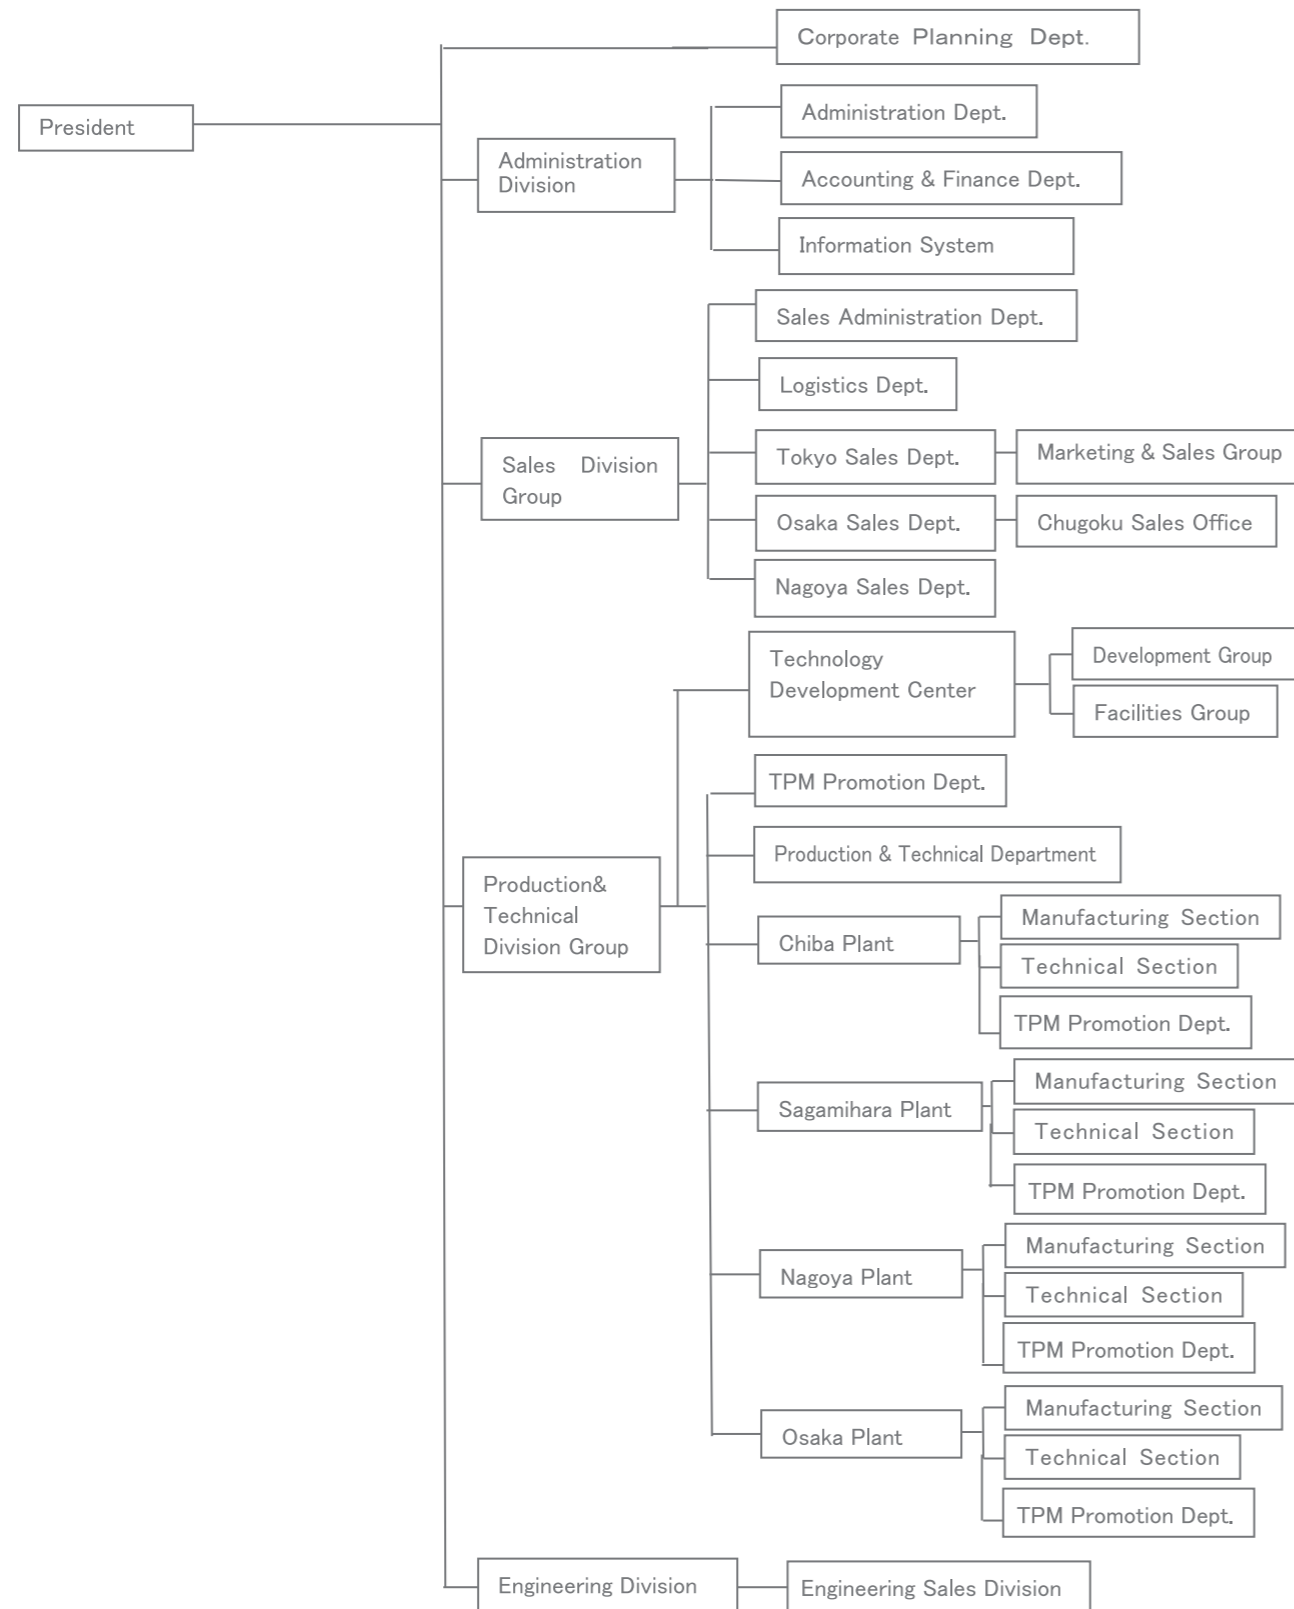 Corporate Planning Dept.
President
Administration Dept.
Administration
Division
Accounting & Finance Dept.
Information System
Sales Administration Dept.
Logistics Dept.
Sales Division
Group
Tokyo Sales Dept.
Marketing & Sales Group
Osaka Sales Dept.
Chugoku Sales Office
Nagoya Sales Dept.
Technology
Development Center
Development Group
Facilities Group
TPM Promotion Dept.
Production & Technical Department
Production&
Technical
Division Group
Chiba Plant
Manufacturing Section
Technical Section
TPM Promotion Dept.
Sagamihara Plant
Manufacturing Section
Technical Section
TPM Promotion Dept.
Nagoya Plant
Manufacturing Section
Technical Section
TPM Promotion Dept.
Osaka Plant
Manufacturing Section
Technical Section
TPM Promotion Dept.
Engineering Division
Engineering Sales Division